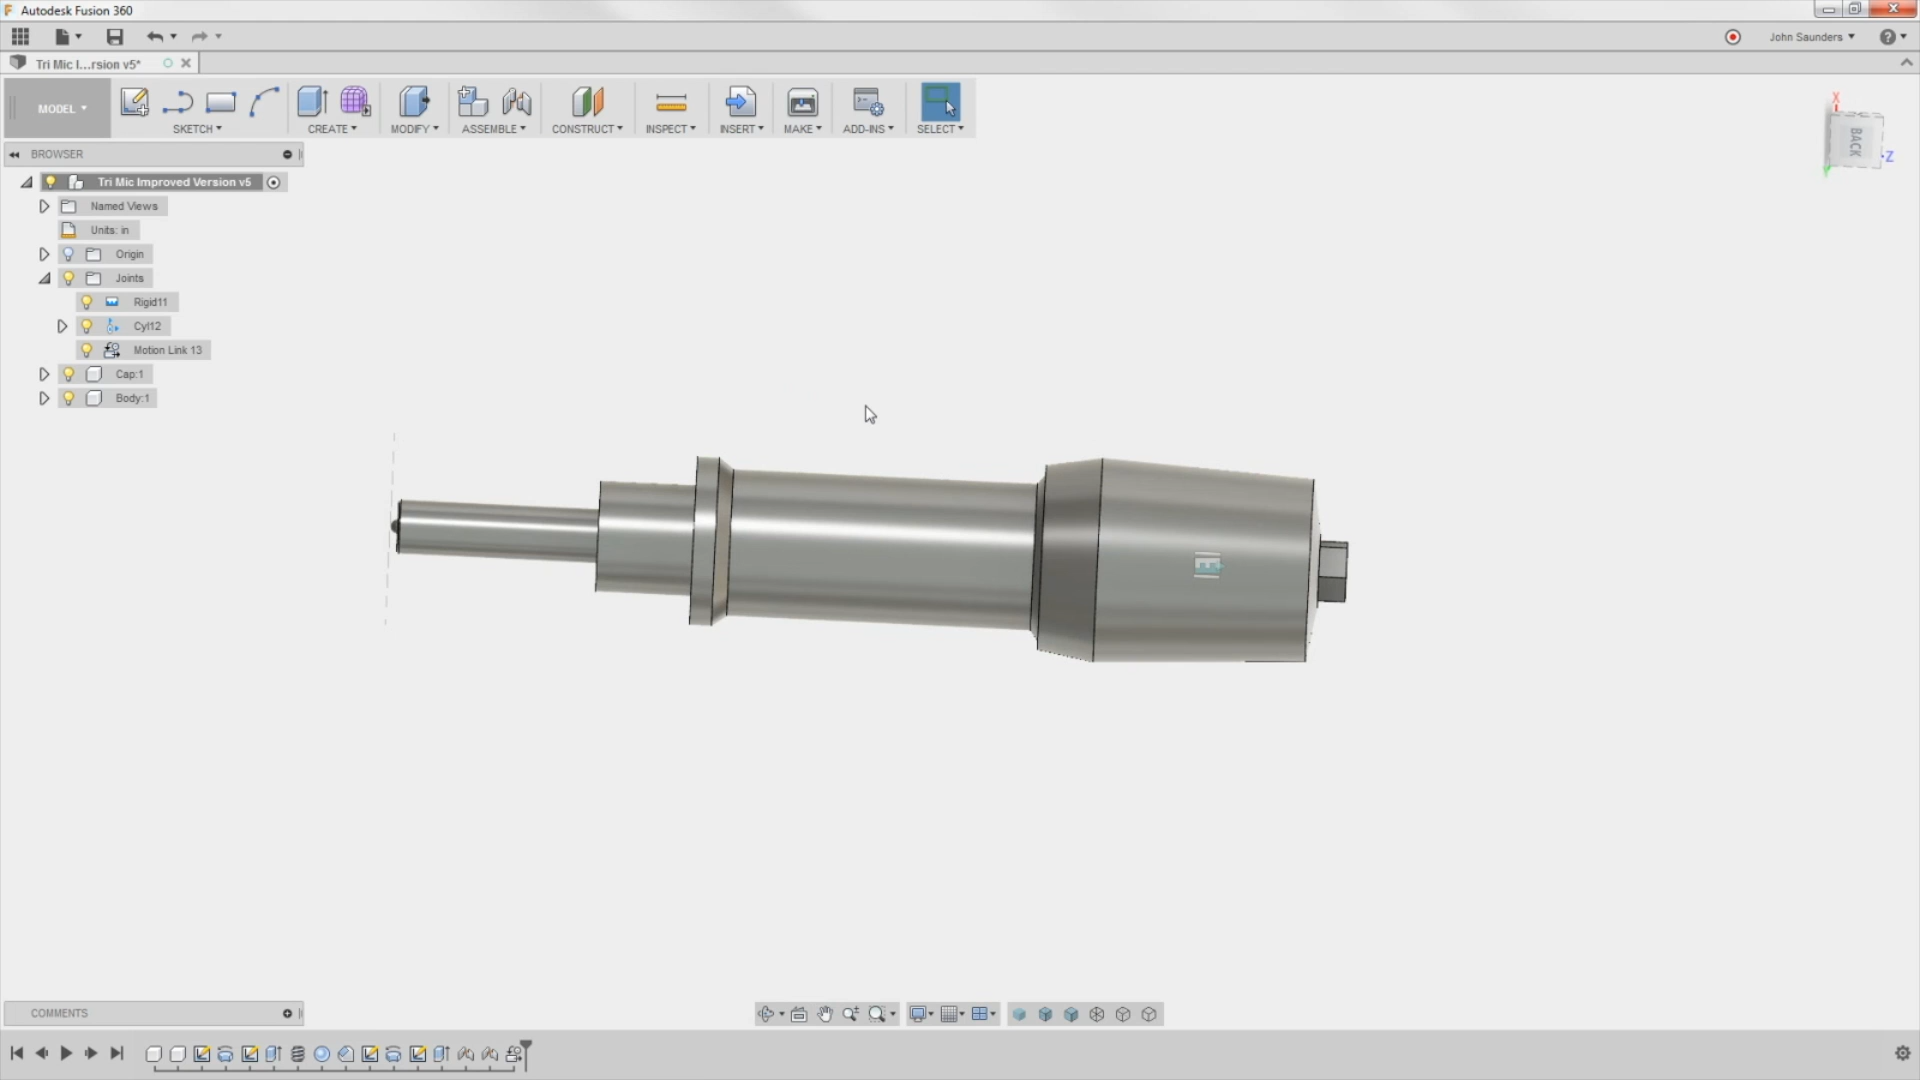 Autodesk Fusion 360
John Saunders
Tri Mic I...rsion v5*
MODEL
SKETCH
CREATE
MODIFY
ASSEMBLE
CONSTRUCT
INSPECT
INSERT
MAKE
ADD-INS
SELECT
X
BACK
Z
BROWSER
Tri Mic Improved Version v5
Named Views
Units: in
Origin
Joints
Rigid11
Cyl12
Motion Link 13
Cap:1
Body:1
COMMENTS